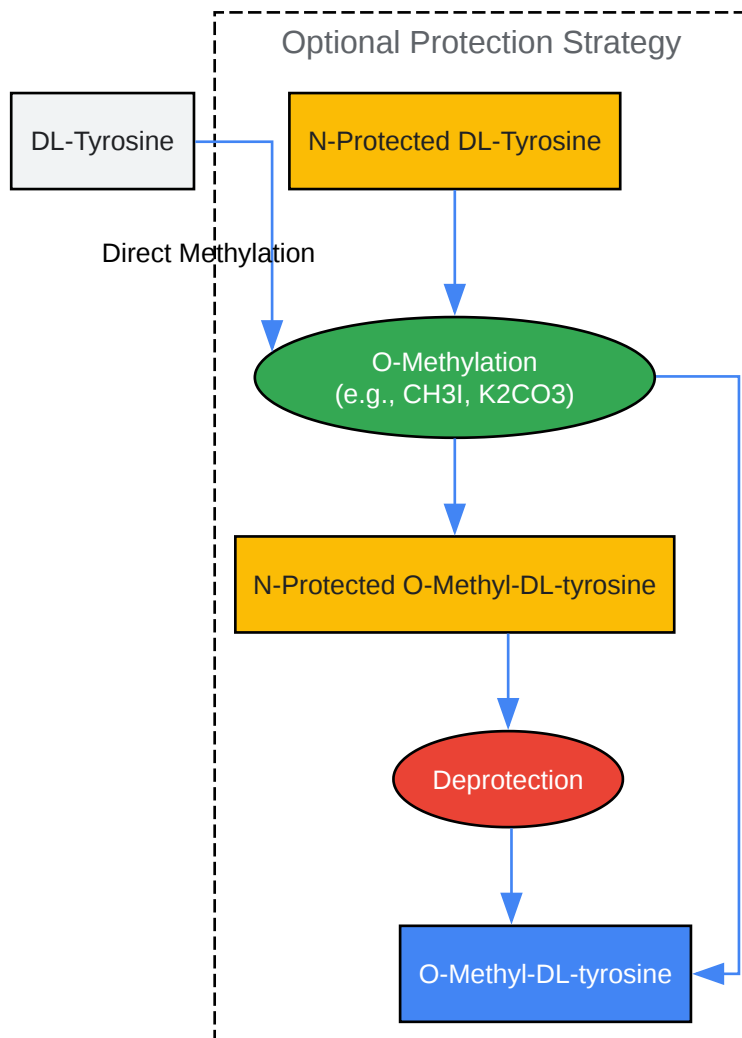 Optional Protection Strategy
DL-Tyrosine
N-Protected DL-Tyrosine
Direct Methylation
O-Methylation
(e.g., CH3I, K2CO3)
N-Protected O-Methyl-DL-tyrosine
Deprotection
O-Methyl-DL-tyrosine